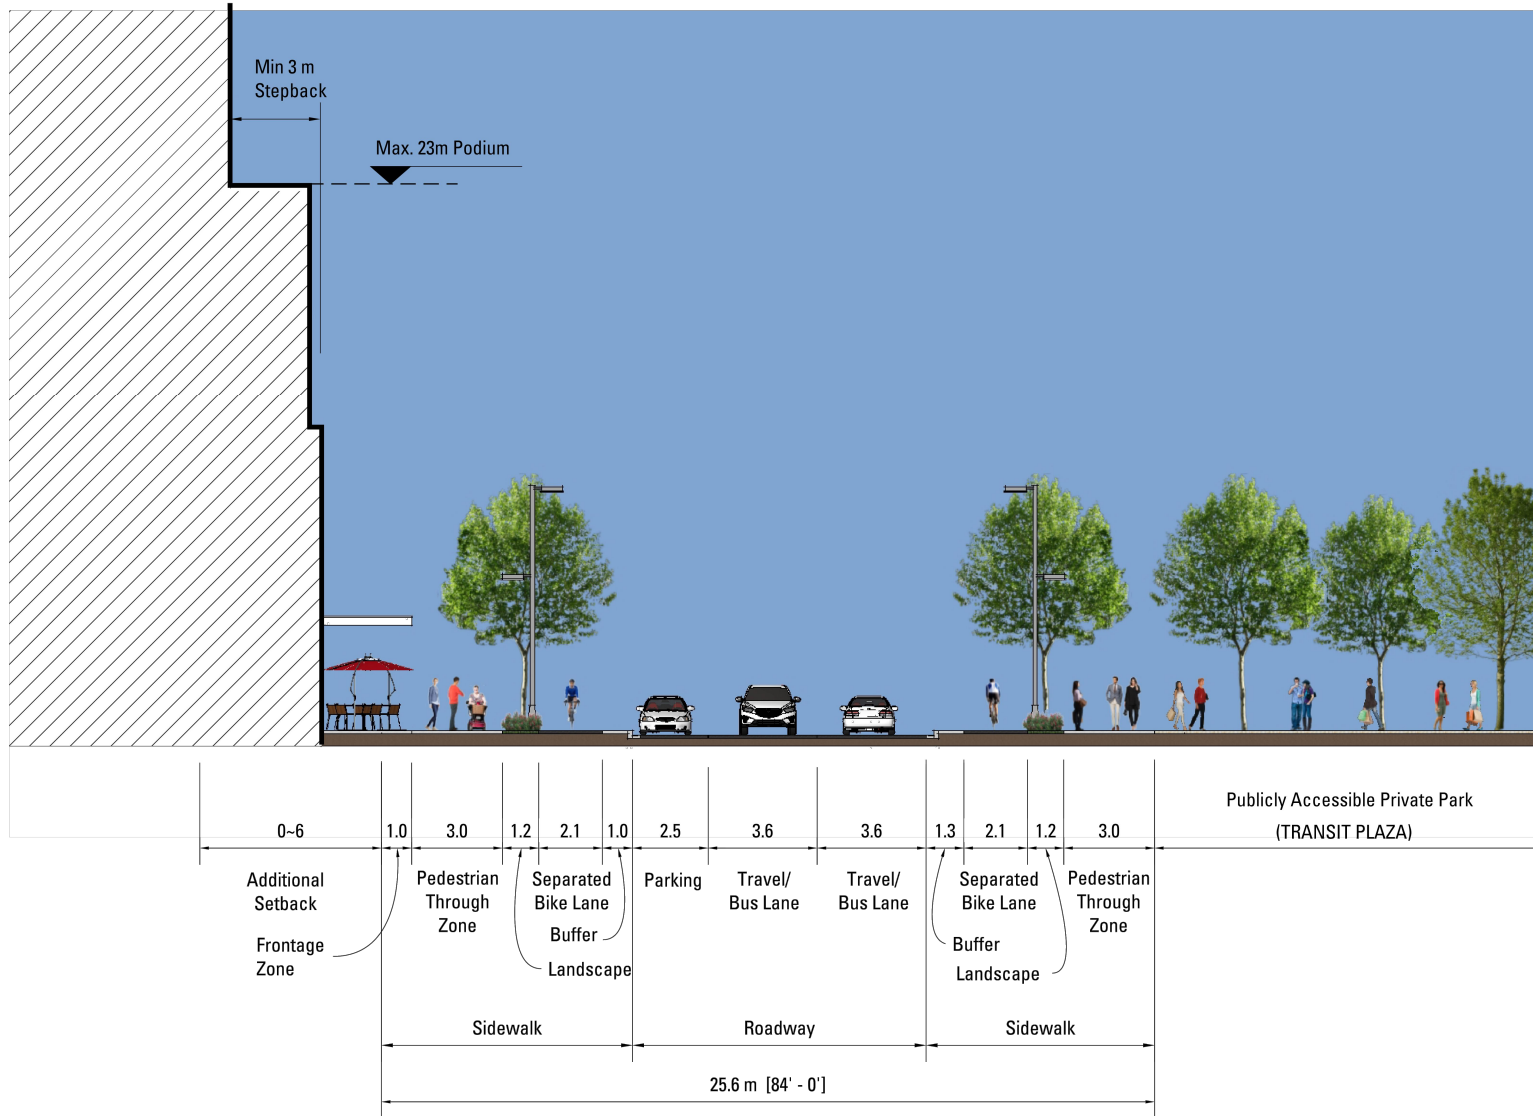 Min 3 m
Stepback
Max. 23m Podium
Publicly Accessible Private Park
(TRANSIT PLAZA)
0~6
1.0
3.0
1.2
2.1
1.0
2.5
3.6
3.6
1.3
2.1
1.2
3.0
Additional
Setback
Pedestrian
Through
Zone
Separated
Bike Lane
Parking
Travel/
Bus Lane
Travel/
Bus Lane
Separated
Bike Lane
Pedestrian
Through
Zone
Frontage
Zone
Buffer
Landscape
Buffer
Landscape
Sidewalk
Roadway
Sidewalk
25.6 m [84' - 0']